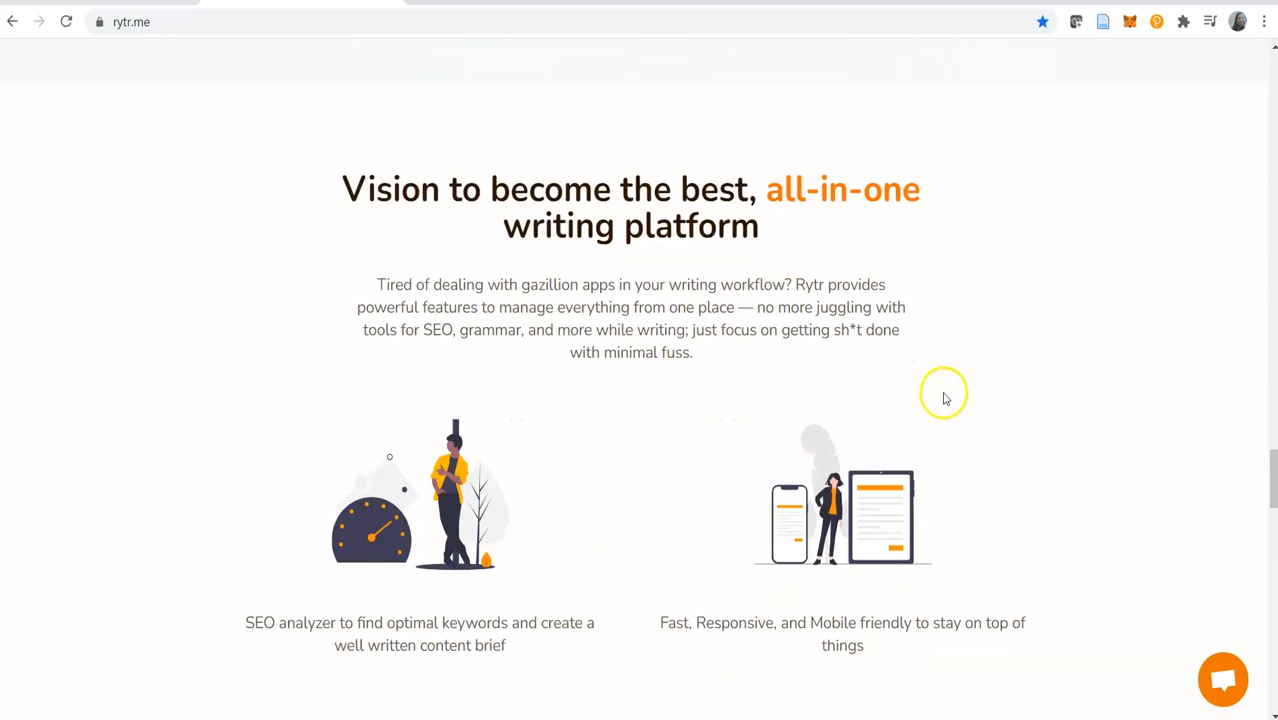 rytr.me
Vision to become the best, all-in-one
writing platform
Tired of dealing with gazillion apps in your writing workflow? Rytr provides
powerful features to manage everything from one place — no more juggling with
tools for SEO, grammar, and more while writing; just focus on getting sh*t done
with minimal fuss.
SEO analyzer to find optimal keywords and create a
well written content brief
Fast, Responsive, and Mobile friendly to stay on top of
things